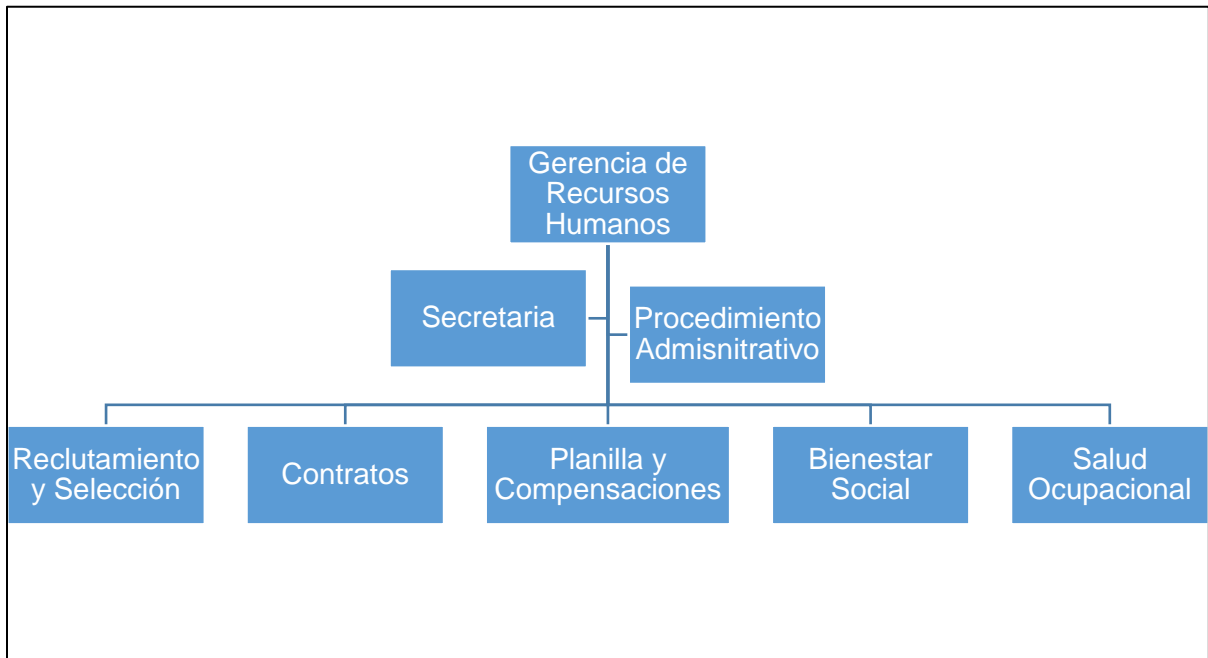 Gerencia de
Recursos
Humanos
Secretaria
Procedimiento
Admisnitrativo
Reclutamiento
y Selección
Contratos
Planilla y
Compensaciones
Bienestar
Social
Salud
Ocupacional